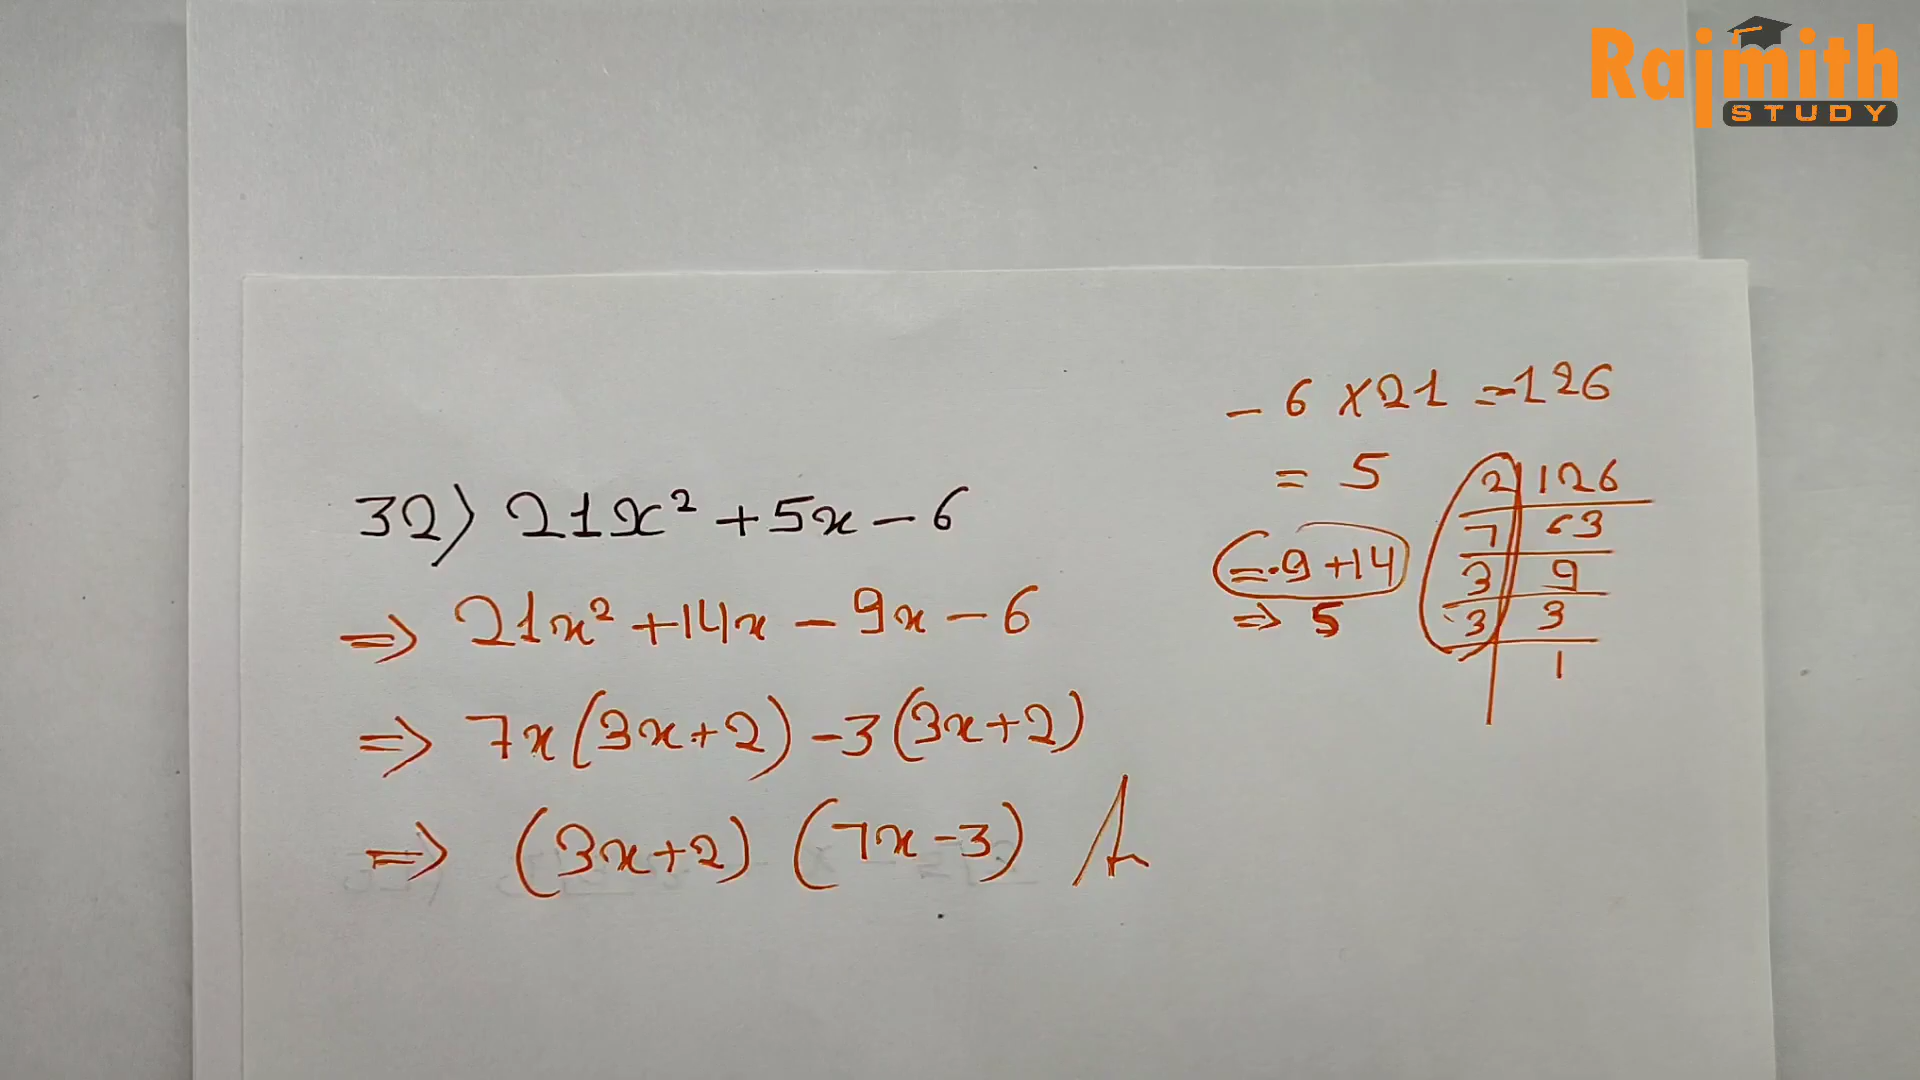 Rajmith
STUDY
32) 21x² + 5x - 6
⇒ 21x² + 14x - 9x - 6
⇒ 7x(3x+2) - 3(3x+2)
⇒ (3x+2) (7x-3)
- 6 × 21 = -126
= 5
= -9 + 14
⇒ 5
2 | 126
7 | 63
3 | 9
3 | 3
| 1